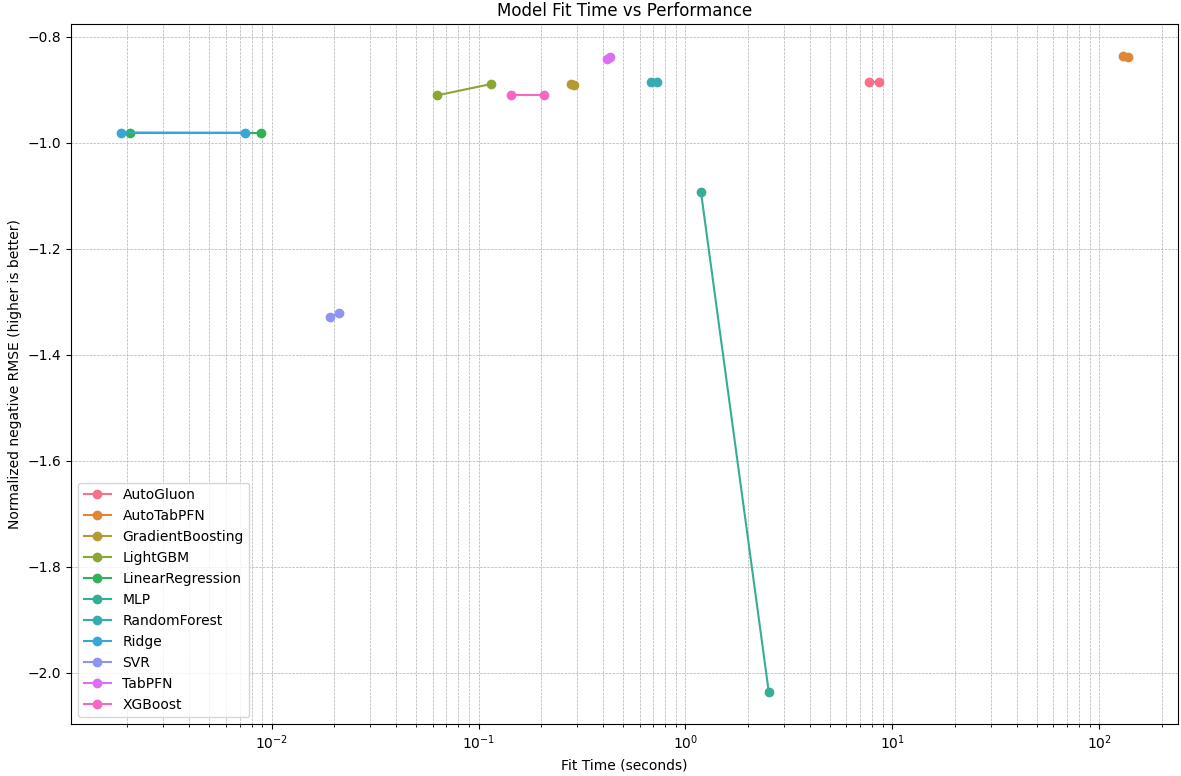 Model Fit Time vs Performance
Normalized negative RMSE (higher is better)
−0.8
−1.0
−1.2
−1.4
−1.6
−1.8
−2.0
AutoGluon
AutoTabPFN
GradientBoosting
LightGBM
LinearRegression
MLP
RandomForest
Ridge
SVR
TabPFN
XGBoost
10⁻² 10⁻¹ 10⁰ 10¹ 10²
Fit Time (seconds)